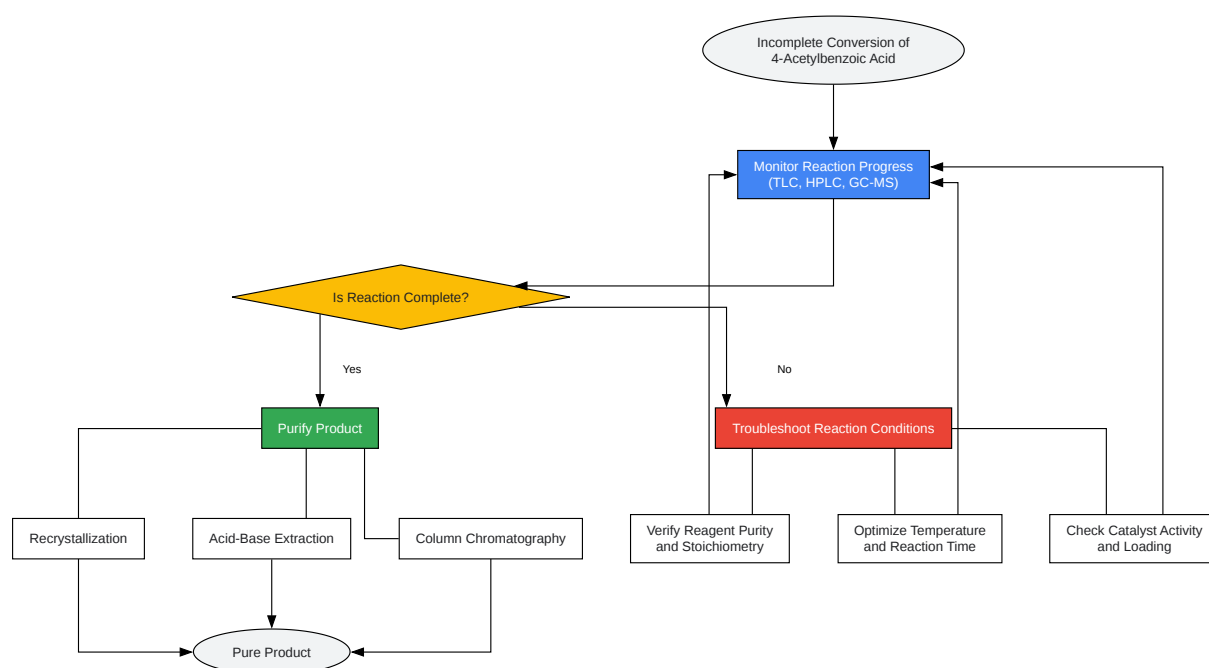 Incomplete Conversion of
4-Acetylbenzoic Acid
Monitor Reaction Progress
(TLC, HPLC, GC-MS)
Is Reaction Complete?
Yes
No
Purify Product
Troubleshoot Reaction Conditions
Recrystallization
Acid-Base Extraction
Column Chromatography
Verify Reagent Purity
and Stoichiometry
Optimize Temperature
and Reaction Time
Check Catalyst Activity
and Loading
Pure Product